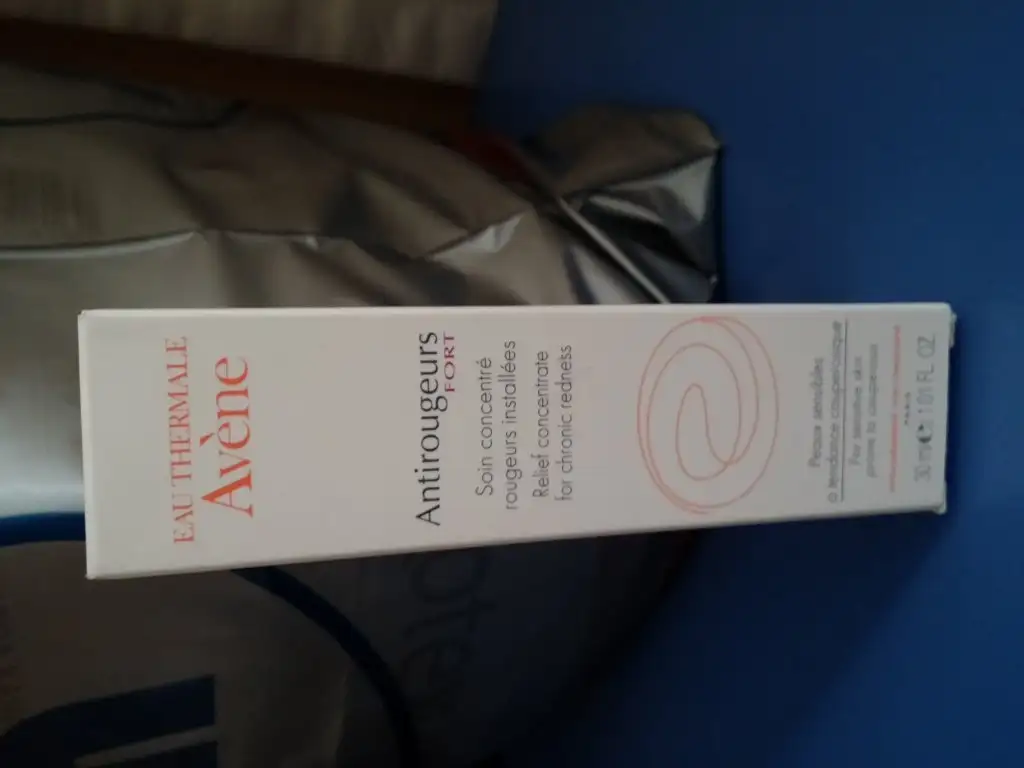 EAU THERMALE
Avène
Antirougeurs
FORT
Soin concentré
rougeurs installées
Relief concentrate
for chronic redness
Peaux sensibles
à tendance couperosique
For sensitive skin
prone to couperosis
PARIS
30 ml e 1.01 FL. OZ